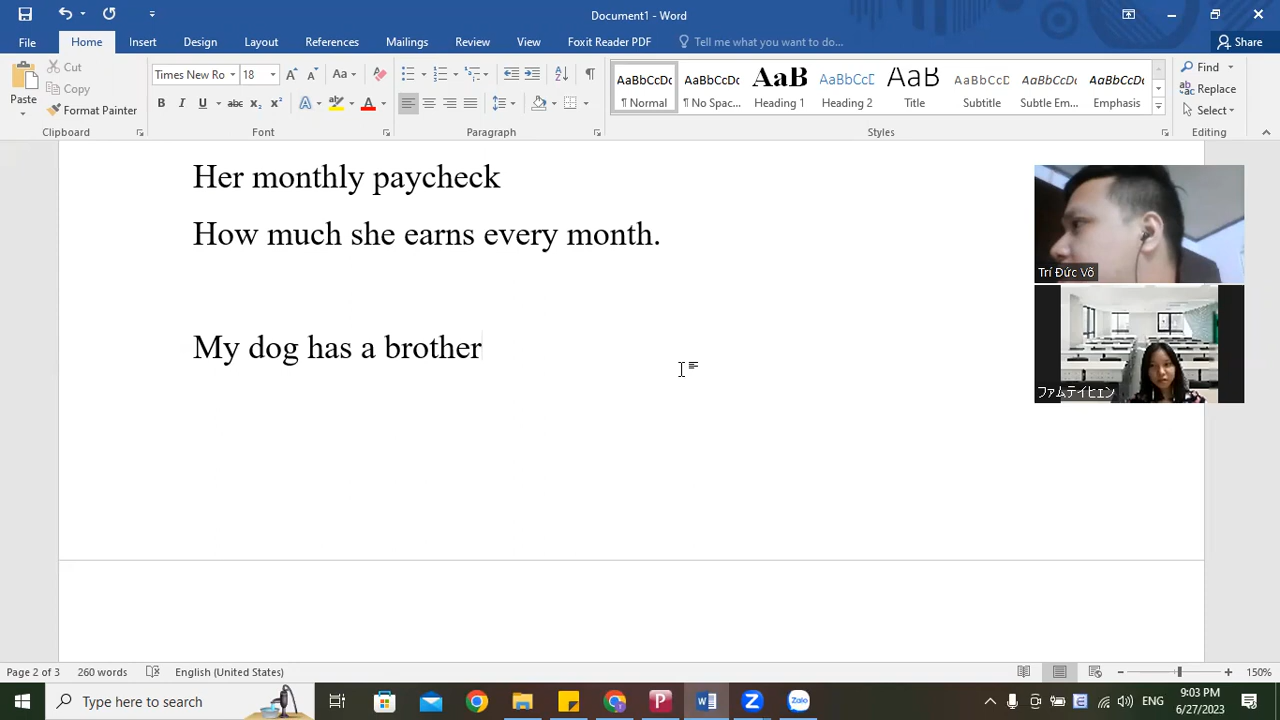 Document1 - Word
File Home Insert Design Layout References Mailings Review View Foxit Reader PDF Tell me what you want to do... Share
Paste
Cut
Copy
Format Painter
Clipboard
Times New Ro 18
Font
Paragraph
AaBbCcDc ¶ Normal
AaBbCcDc ¶ No Spac...
AaB Heading
AaBbCcD Heading 2
AaB Title
AaBbCcD Subtitle
AaBbCcDc Subtle Em...
AaBbCcDc Emphasis
Styles
Find
Replace
Select
Editing
Her monthly paycheck
How much she earns every month.
My dog has a brother
Trí Đức Võ
ファムテイヒェン
Page 2 of 3 260 words English (United States) 150%
Type here to search
Zalo
ENG
9:03 PM
6/27/2023